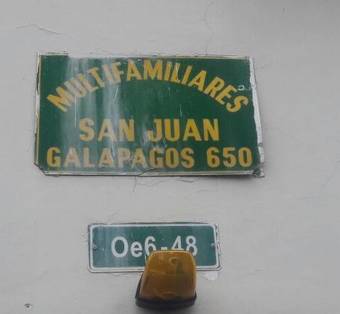 MULTIFAMILIARES
SAN JUAN
GALAPAGOS 650
Oe6-48